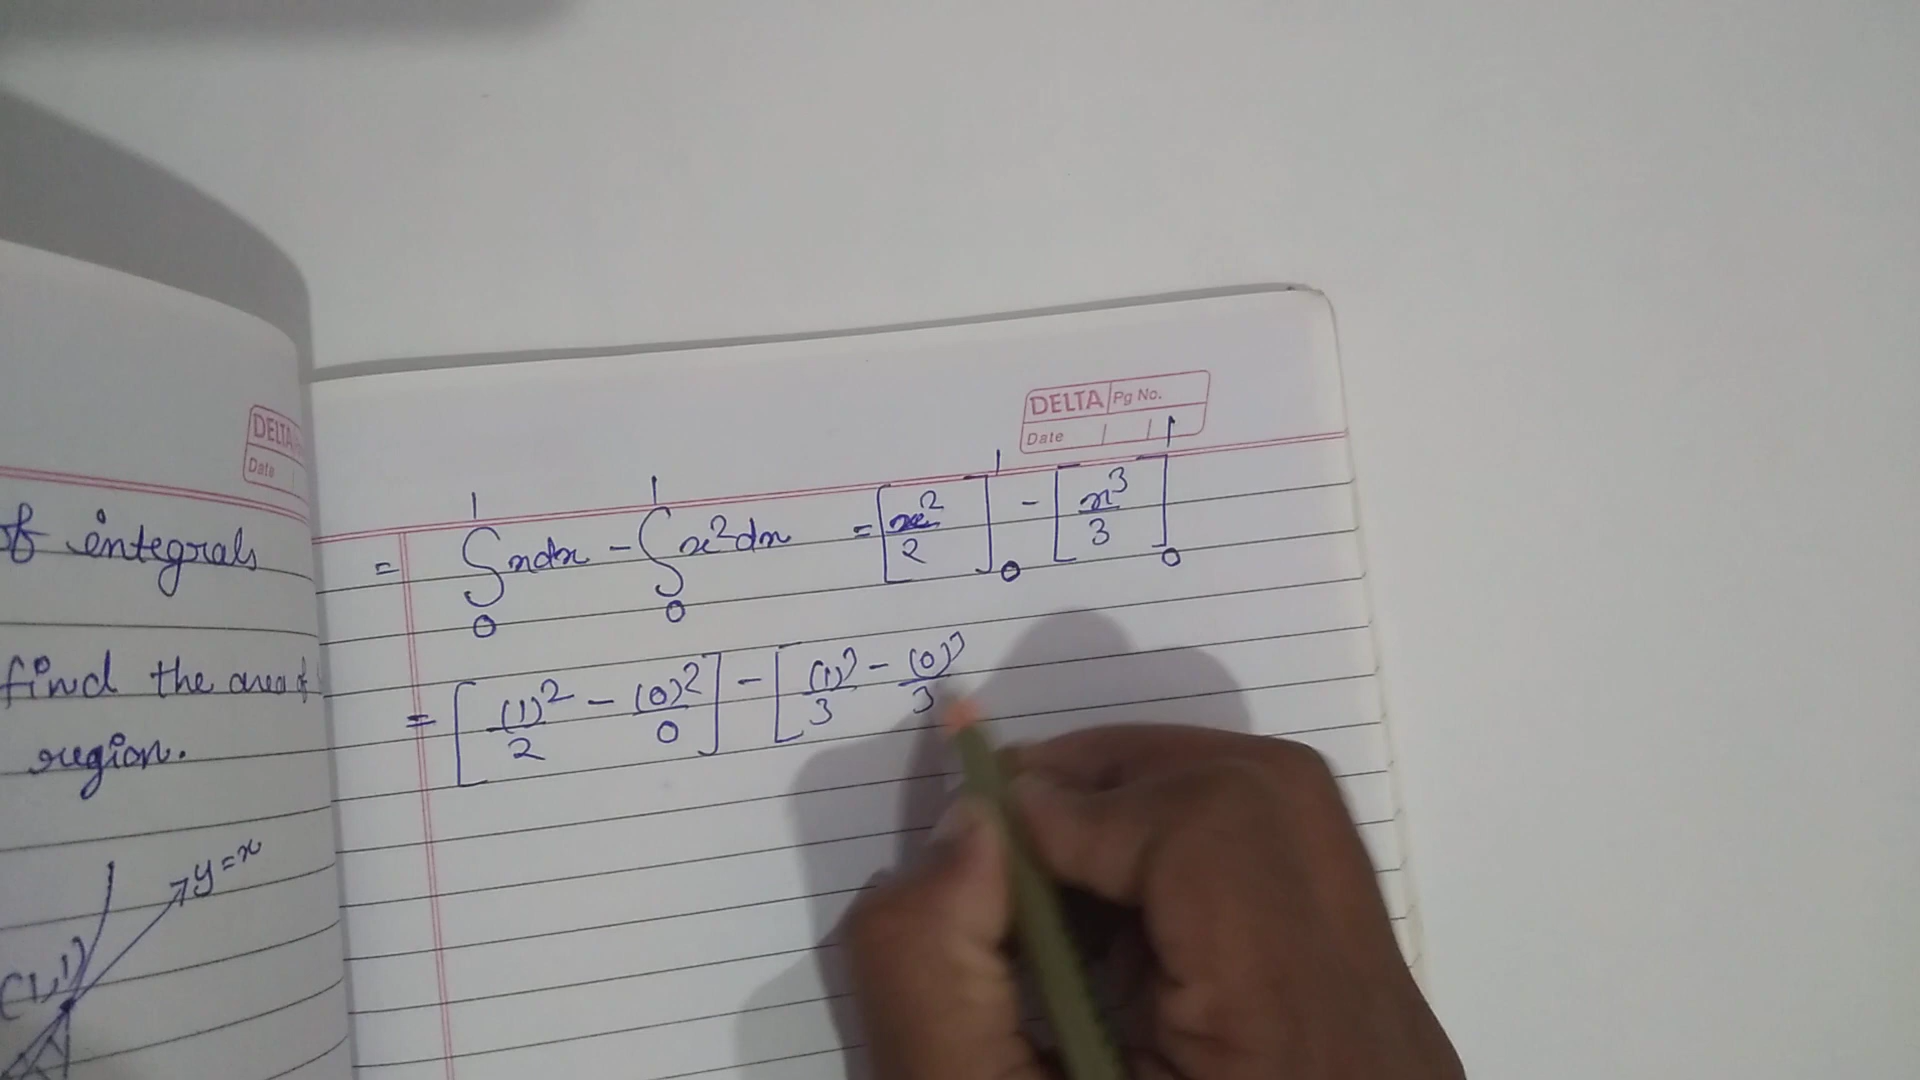 DELTA
Date
of integrals
find the area of
region.
y=x
(1,1)
DELTA Pg No.
Date
= ∫₀¹ xdx - ∫₀¹ x²dx = [x²/2]₀¹ - [x³/3]₀¹
= [(1)²/2 - (0)²/0] - [(1)³/3 - (0)³/3